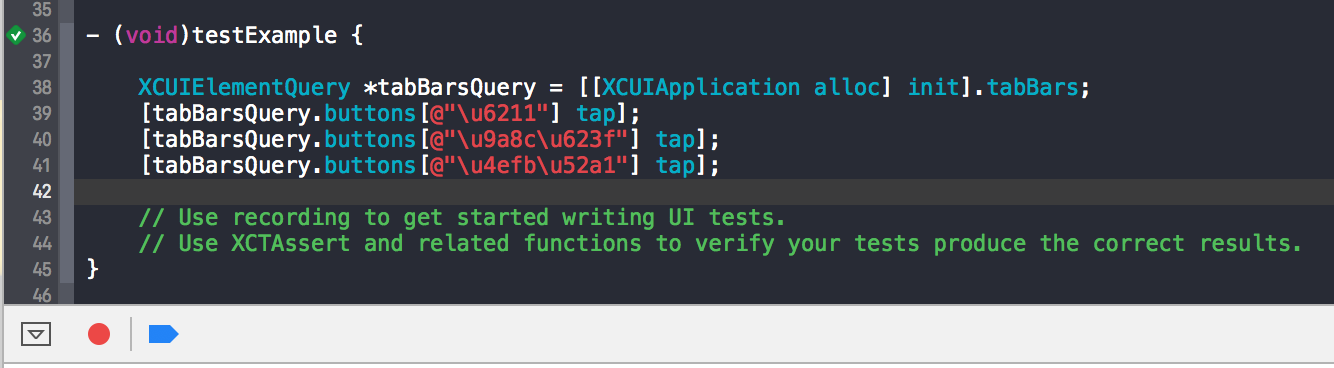 35
36 - (void)testExample {
37
38 XCUIElementQuery *tabBarsQuery = [[XCUIApplication alloc] init].tabBars;
39 [tabBarsQuery.buttons[@"\u6211"] tap];
40 [tabBarsQuery.buttons[@"\u9a8c\u623f"] tap];
41 [tabBarsQuery.buttons[@"\u4efb\u52a1"] tap];
42
43 // Use recording to get started writing UI tests.
44 // Use XCTAssert and related functions to verify your tests produce the correct results.
45 }
46